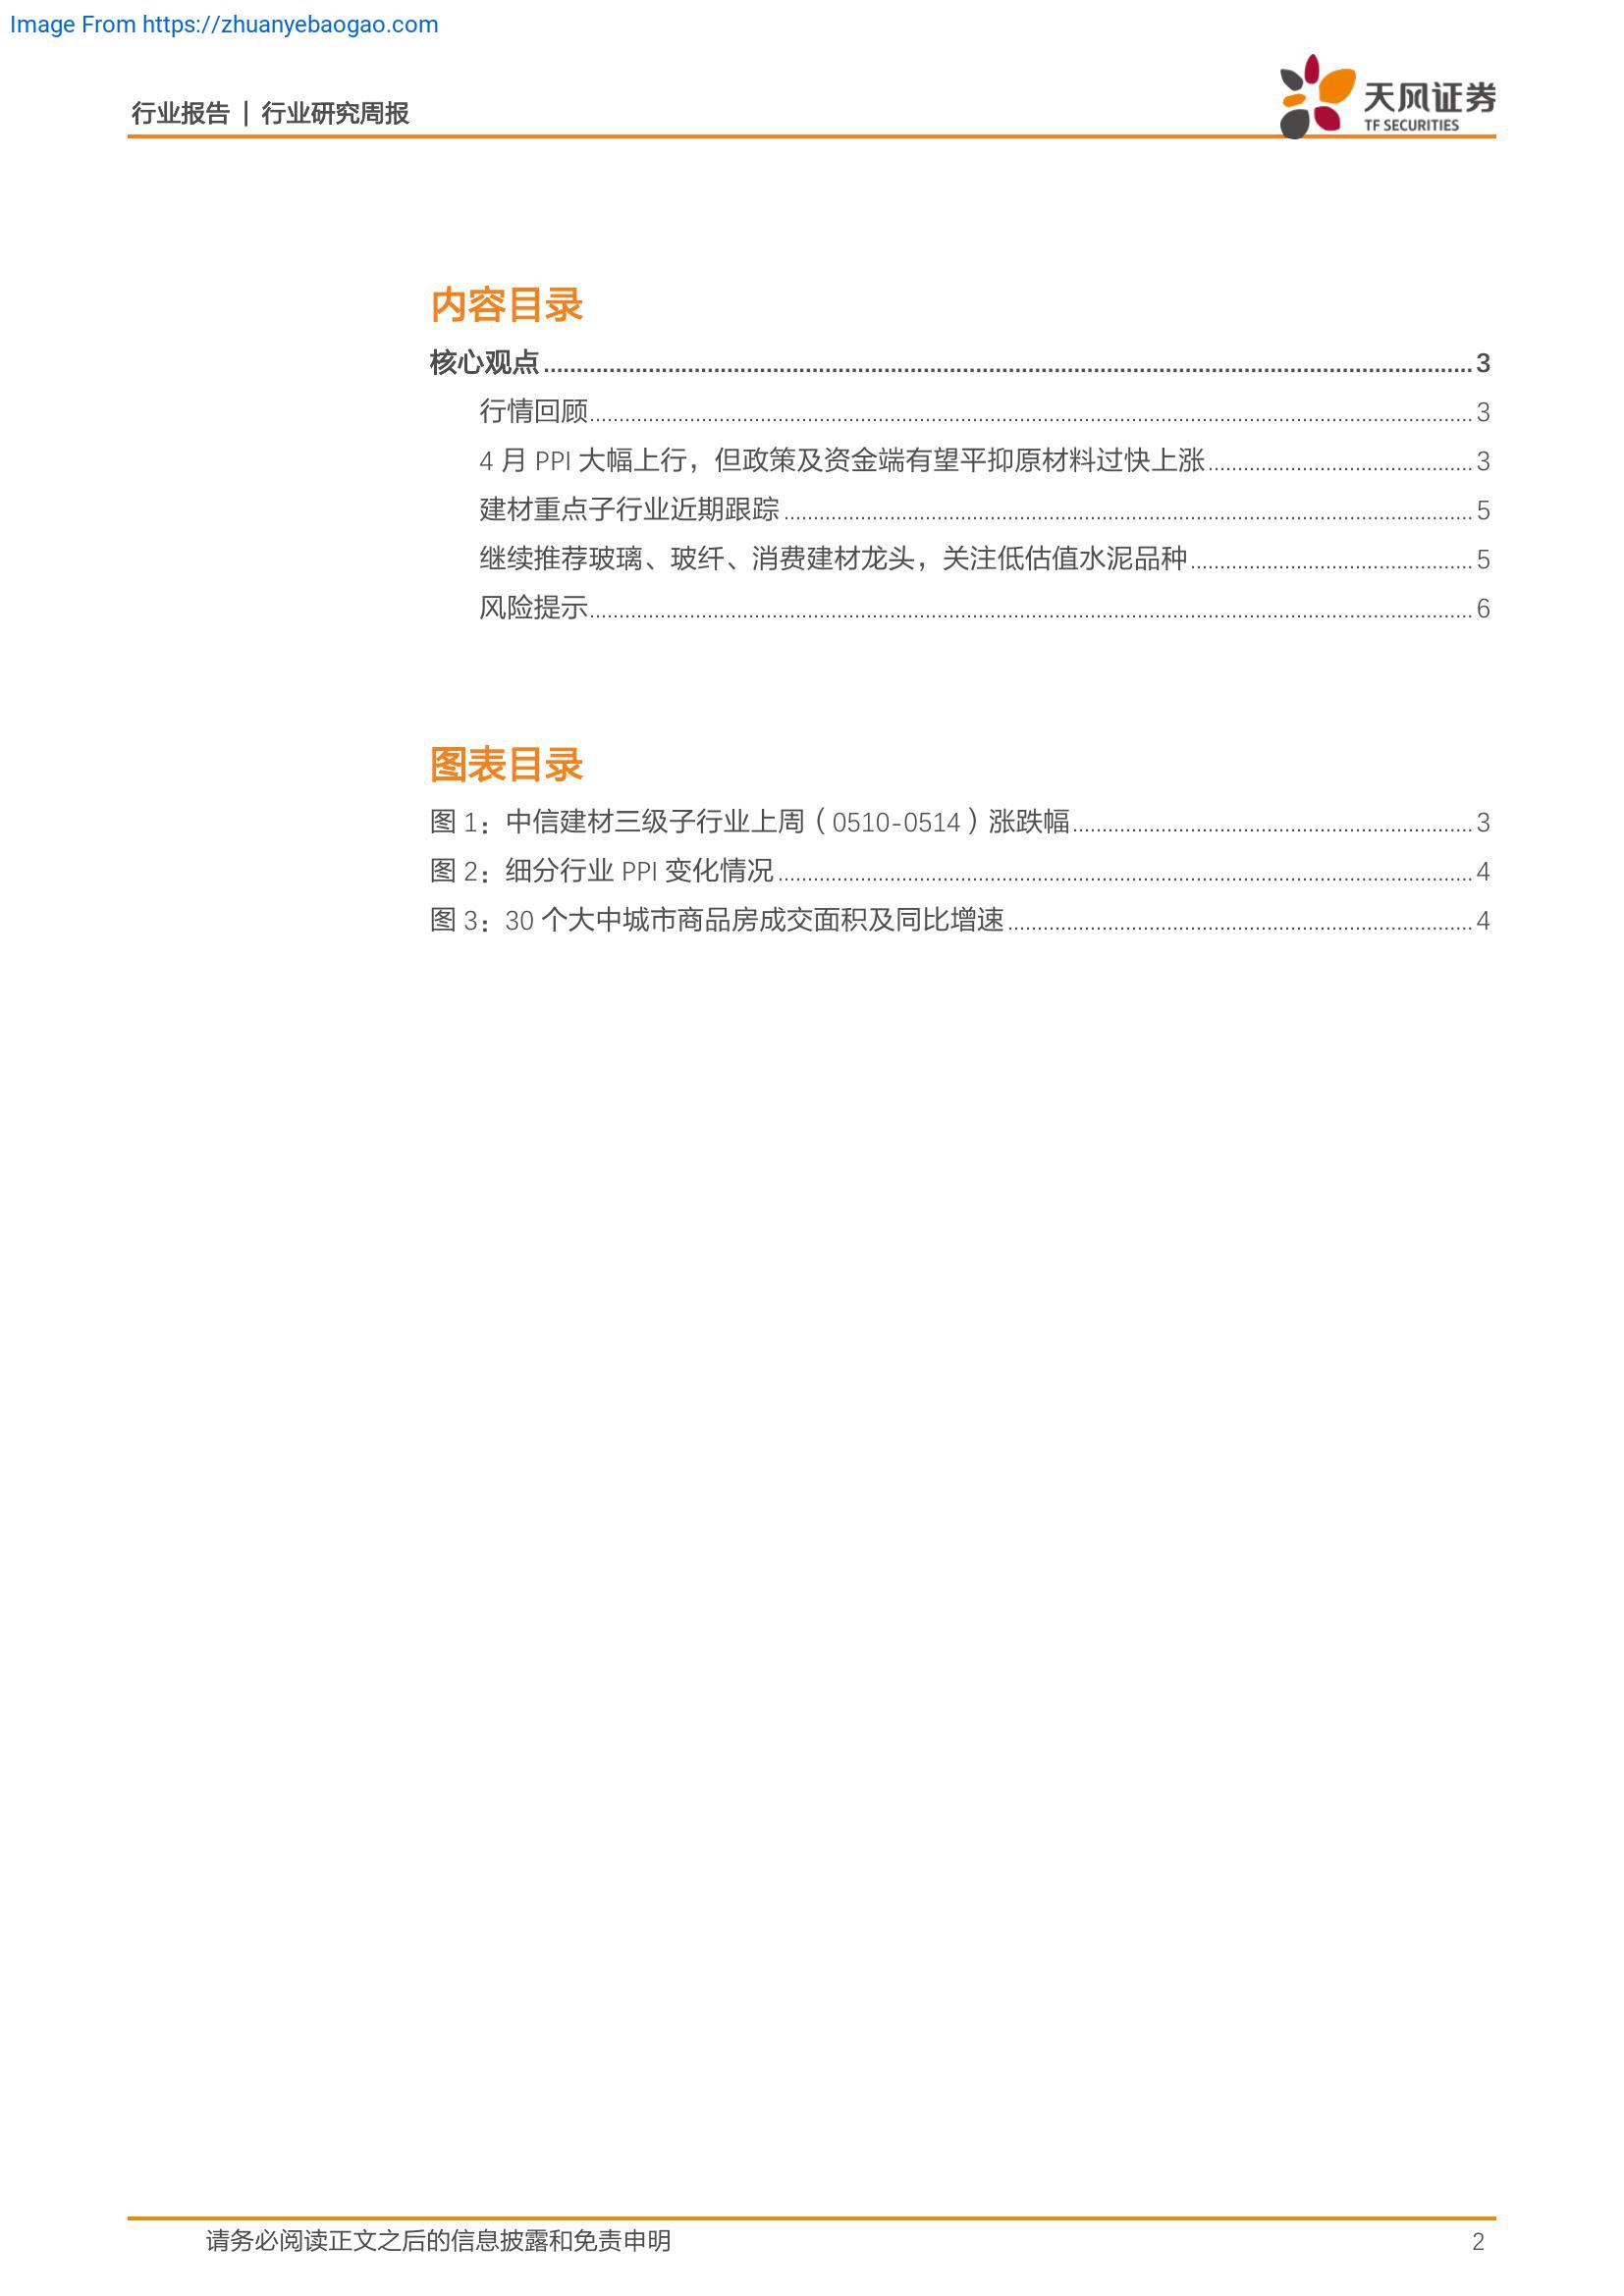 Image From https://zhuanyebaogao.com
行业报告 | 行业研究周报
天风证券
TF SECURITIES
内容目录
核心观点 3
行情回顾 3
4 月 PPI 大幅上行，但政策及资金端有望平抑原材料过快上涨 3
建材重点子行业近期跟踪 5
继续推荐玻璃、玻纤、消费建材龙头，关注低估值水泥品种 5
风险提示 6
图表目录
图 1：中信建材三级子行业上周（0510-0514）涨跌幅 3
图 2：细分行业 PPI 变化情况 4
图 3：30 个大中城市商品房成交面积及同比增速 4
请务必阅读正文之后的信息披露和免责申明 2